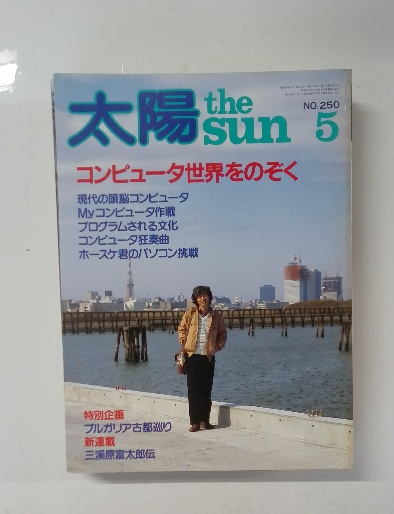 太陽 the sun
NO.250
5
コンピュータ世界をのぞく
現代の頭脳コンピュータ
Myコンピュータ作戦
プログラムされる文化
コンピュータ狂奏曲
ホースケ君のパソコン挑戦
特別企画
ブルガリア古都巡り
新連載
三溪原富太郎伝